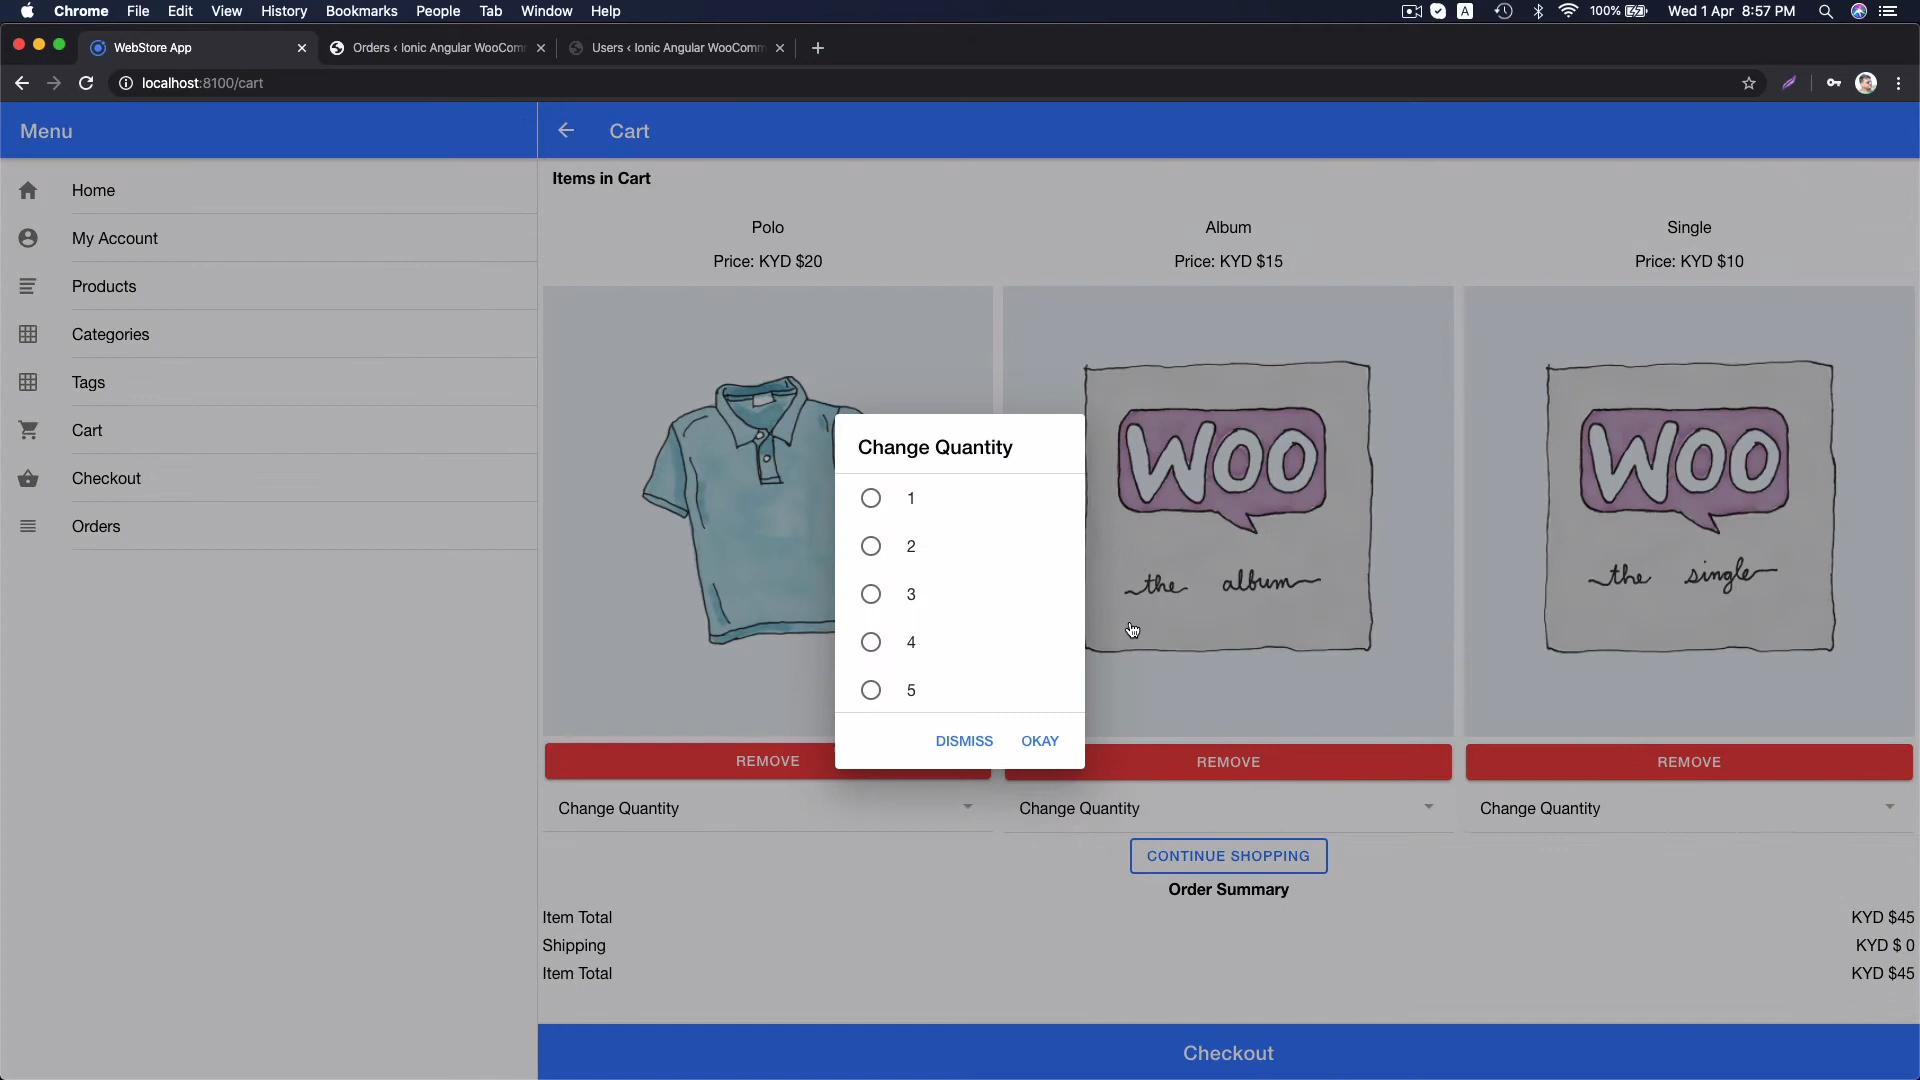 Chrome File Edit View History Bookmarks People Tab Window Help
A 100% Wed 1 Apr 8:57 PM
WebStore App
Orders ‹ Ionic Angular WooComm
Users ‹ Ionic Angular WooComm
localhost:8100/cart
Menu
Cart
Home
My Account
Products
Categories
Tags
Cart
Checkout
Orders
Items in Cart
Polo
Price: KYD $20
REMOVE
Change Quantity
Album
Price: KYD $15
WOO
the album
REMOVE
Change Quantity
Single
Price: KYD $10
WOO
the single
REMOVE
Change Quantity
Change Quantity
1
2
3
4
5
DISMISS OKAY
CONTINUE SHOPPING
Order Summary
Item Total KYD $45
Shipping KYD $ 0
Item Total KYD $45
Checkout